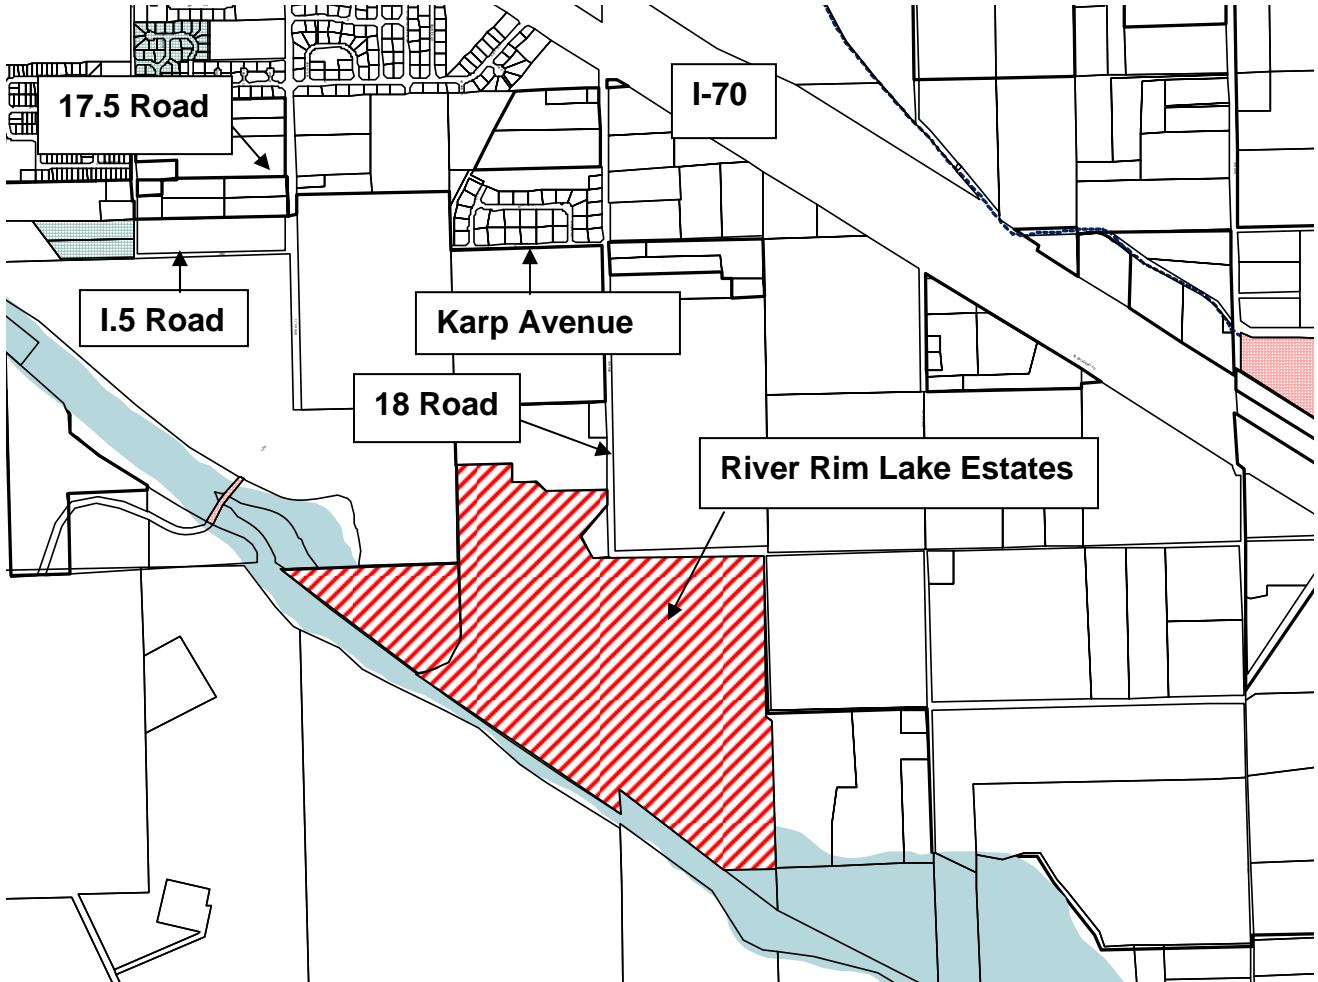 I-70
17.5 Road
I.5 Road
Karp Avenue
18 Road
River Rim Lake Estates